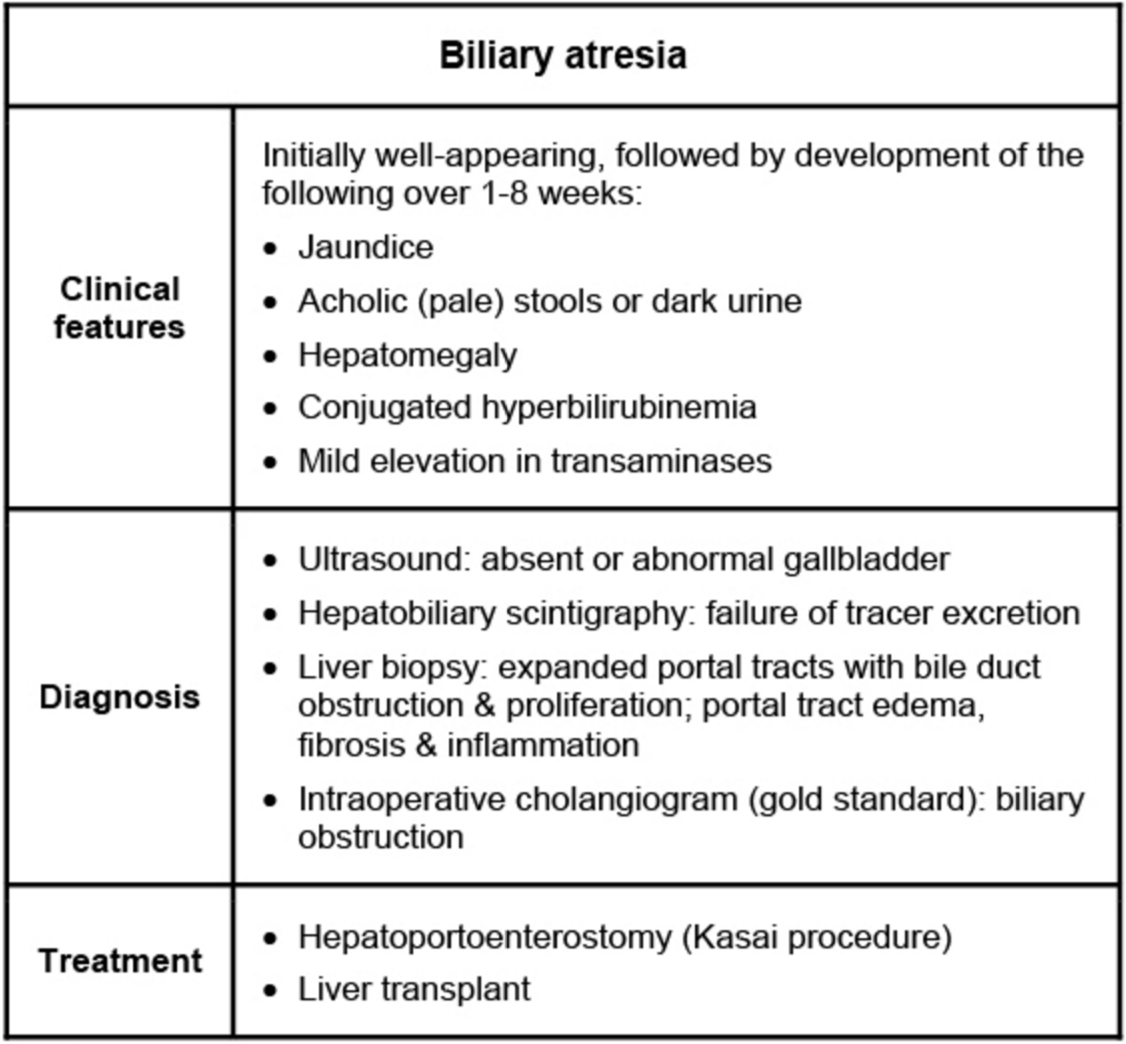 Biliary atresia
Clinical
features
Initially well-appearing, followed by development of the
following over 1-8 weeks:
• Jaundice
• Acholic (pale) stools or dark urine
• Hepatomegaly
• Conjugated hyperbilirubinemia
• Mild elevation in transaminases
Diagnosis
• Ultrasound: absent or abnormal gallbladder
• Hepatobiliary scintigraphy: failure of tracer excretion
• Liver biopsy: expanded portal tracts with bile duct
obstruction & proliferation; portal tract edema,
fibrosis & inflammation
• Intraoperative cholangiogram (gold standard): biliary
obstruction
Treatment
• Hepatoportoenterostomy (Kasai procedure)
• Liver transplant